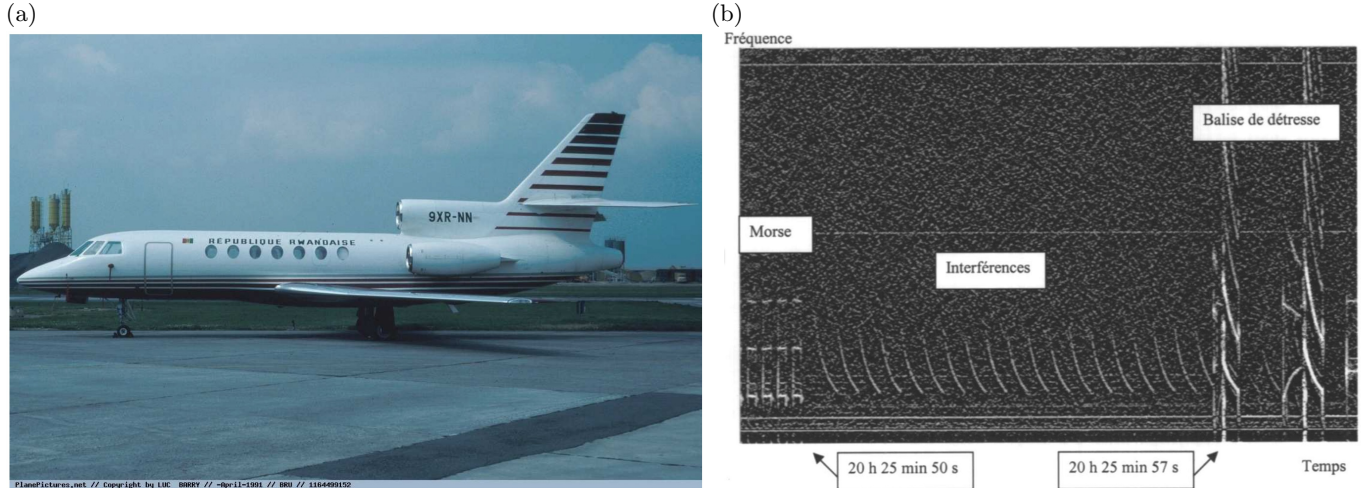 (a)
(b)
9XR-NN
RÉPUBLIQUE RWANDAISE
PlanePictures.net // Copyright by LUC BARRY // -April-1991 // BRU // 1164499152
Fréquence
Balise de détresse
Morse
Interférences
20 h 25 min 50 s
20 h 25 min 57 s
Temps